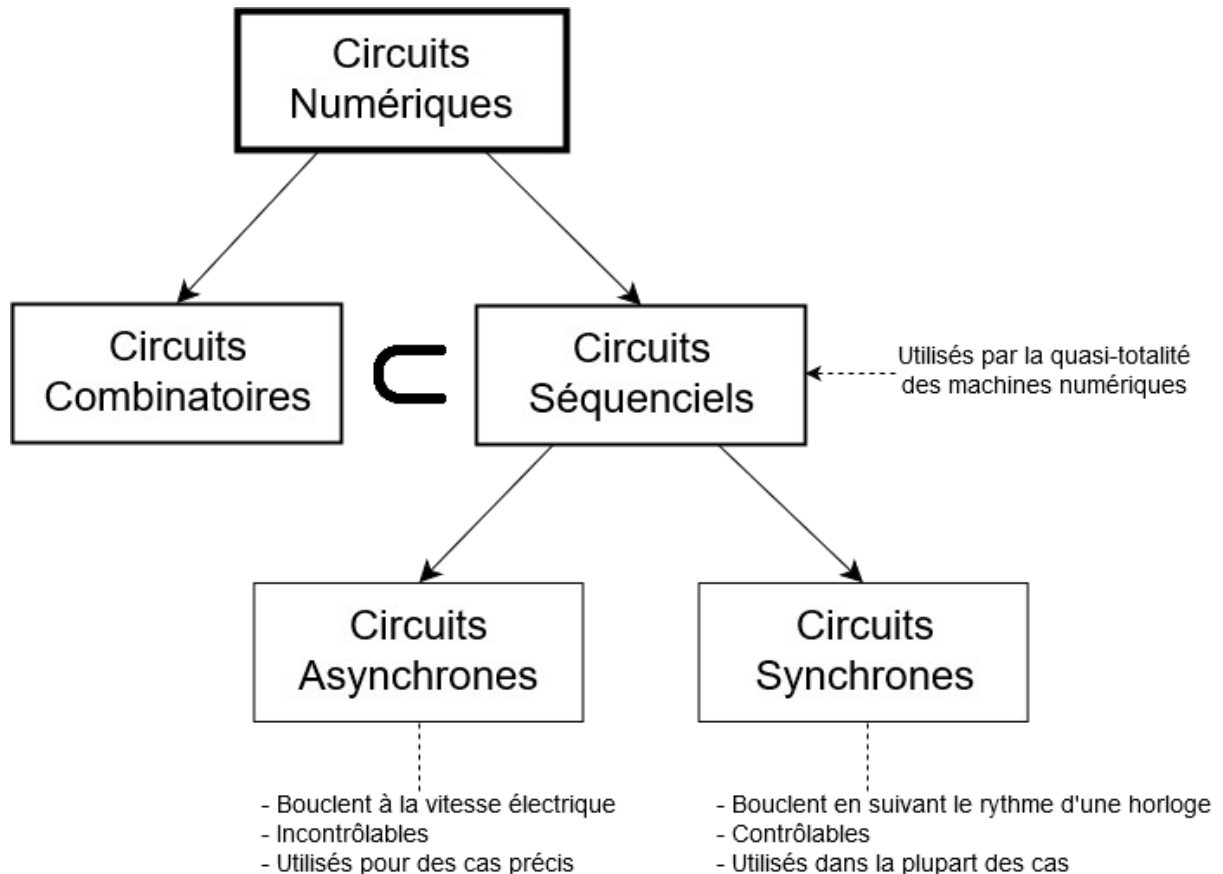 Circuits
Numériques
Circuits
Combinatoires
⊂
Circuits
Séquenciels
Utilisés par la quasi-totalité
des machines numériques
Circuits
Asynchrones
Circuits
Synchrones
- Bouclent à la vitesse électrique
- Incontrôlables
- Utilisés pour des cas précis
- Bouclent en suivant le rythme d'une horloge
- Contrôlables
- Utilisés dans la plupart des cas